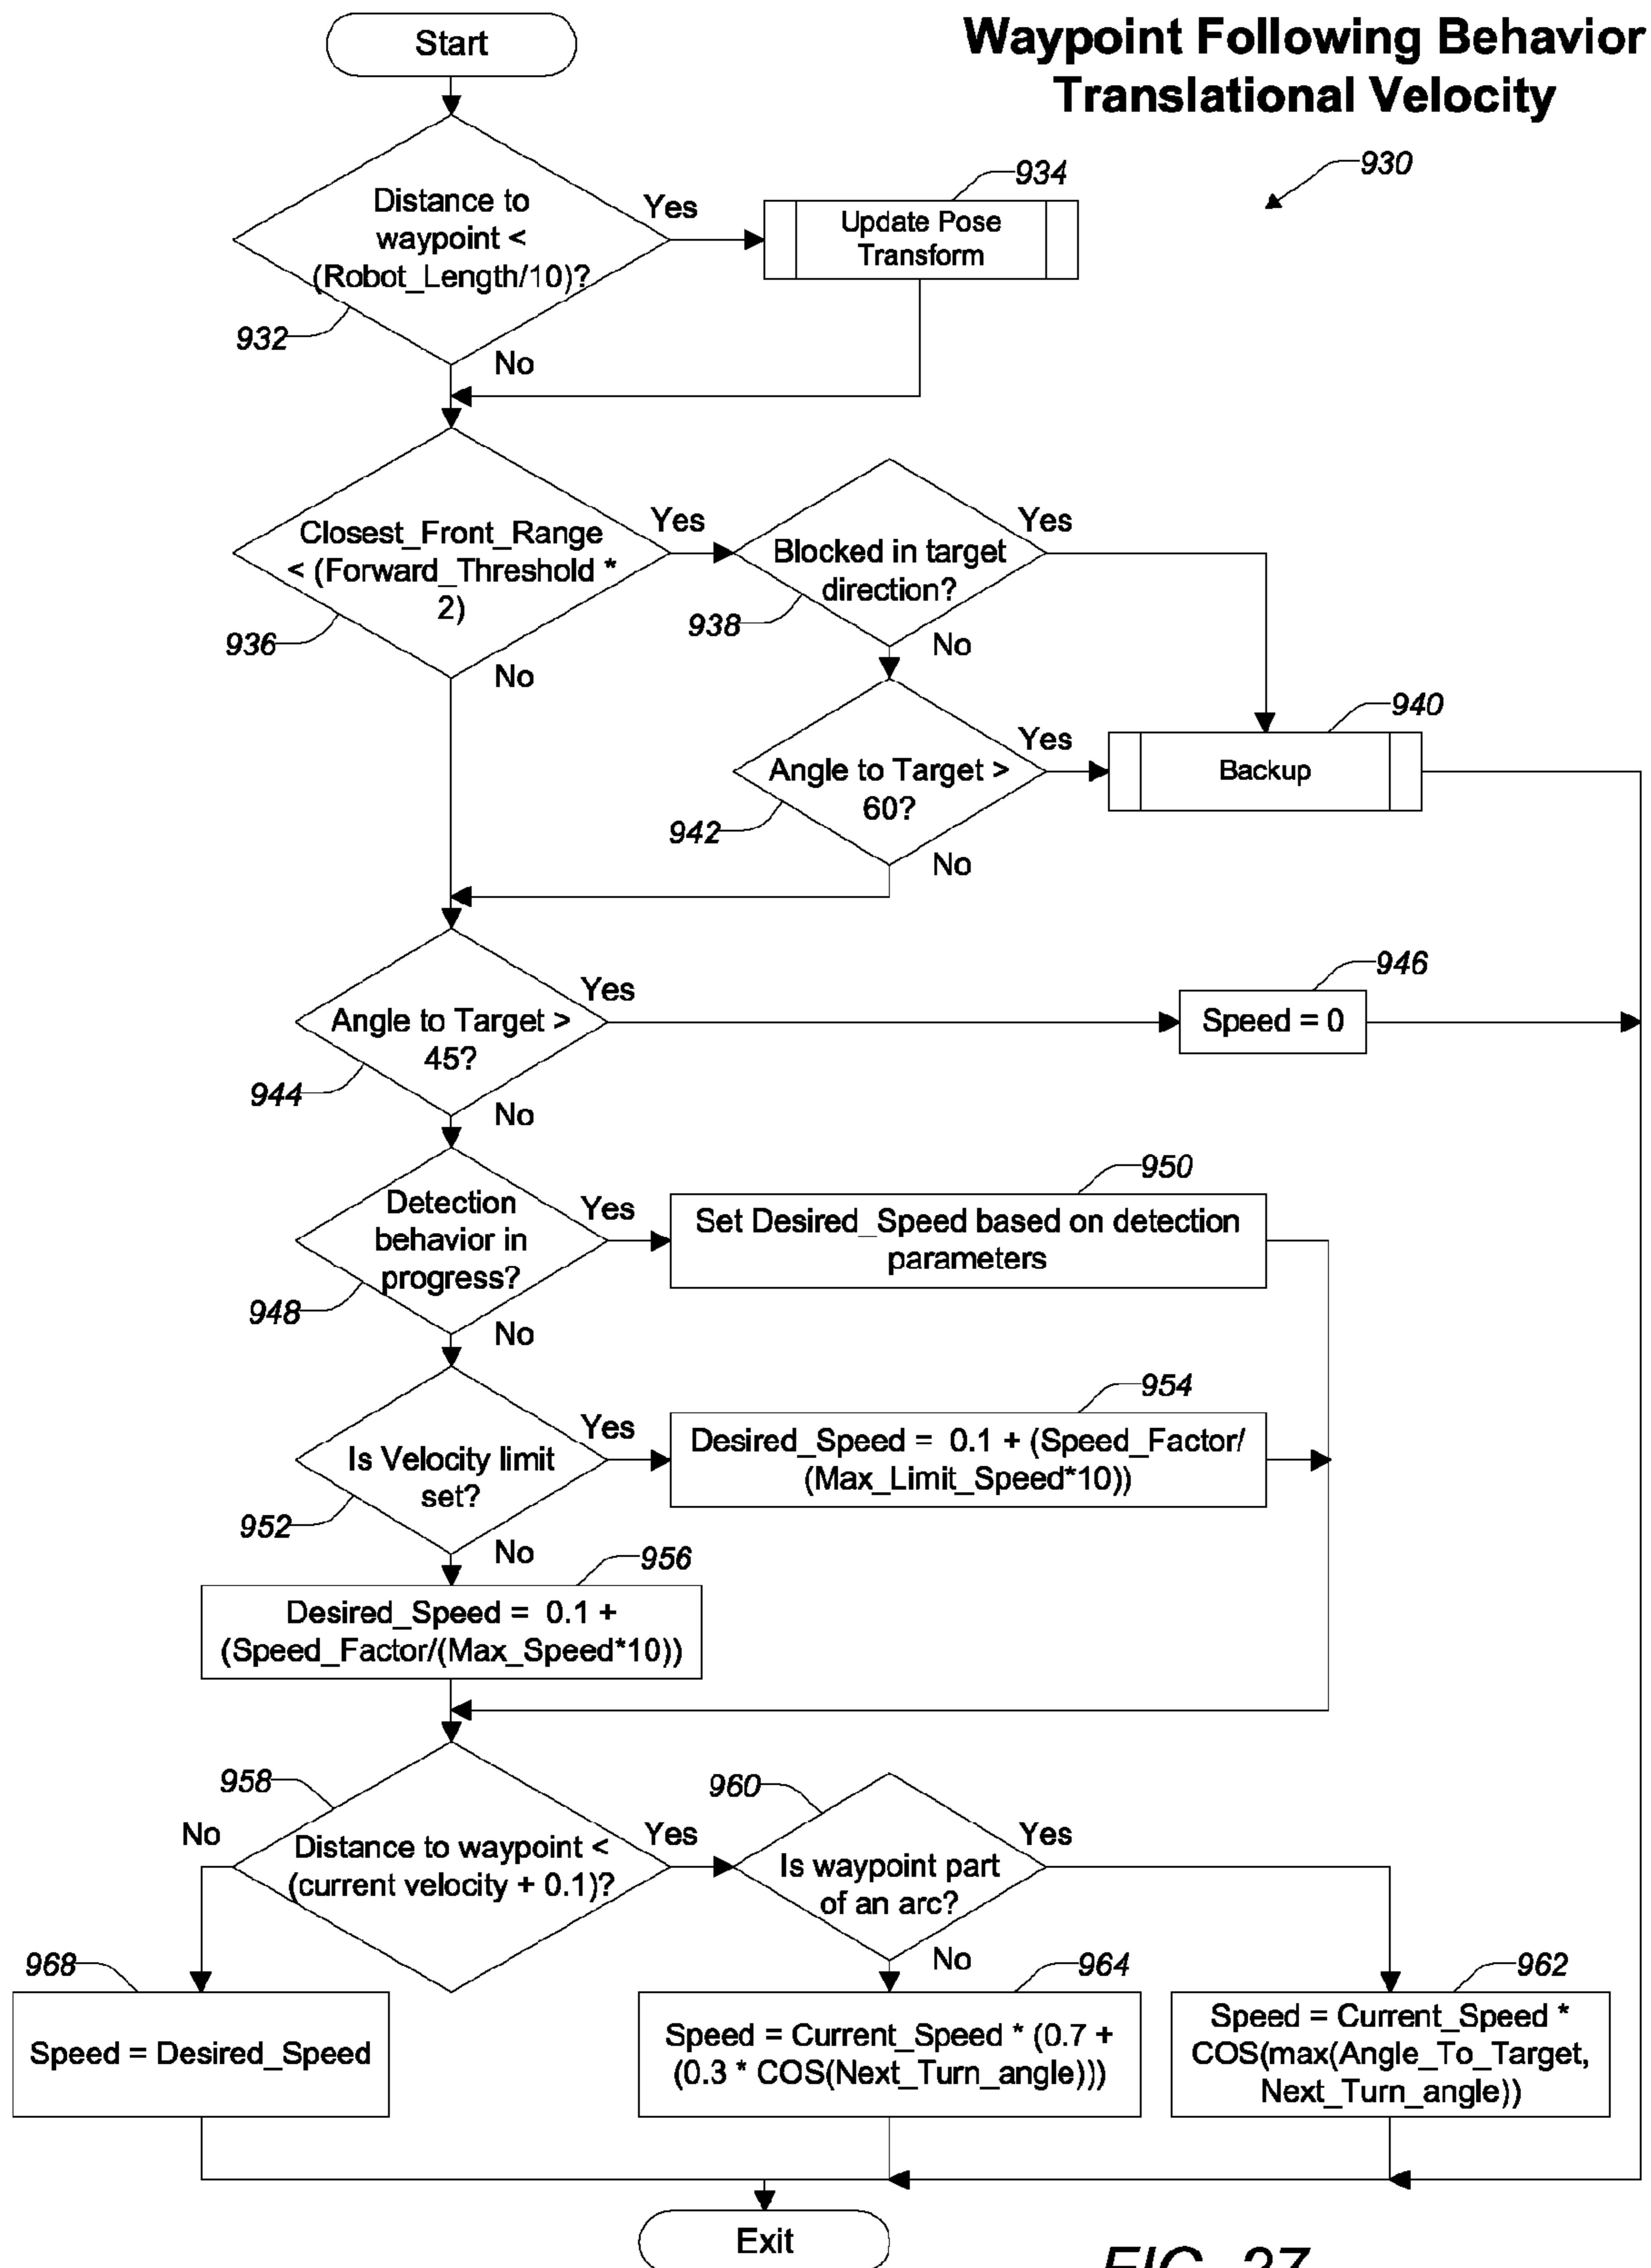 Start
Waypoint Following Behavior
Translational Velocity
930
Distance to
waypoint <
(Robot_Length/10)?
932
Yes
No
934
Update Pose
Transform
Closest_Front_Range
< (Forward_Threshold *
2)
936
Yes
No
Blocked in target
direction?
938
Yes
No
940
Backup
Angle to Target >
60?
942
Yes
No
Angle to Target >
45?
944
Yes
No
946
Speed = 0
Detection
behavior in
progress?
948
Yes
No
950
Set Desired_Speed based on detection
parameters
Is Velocity limit
set?
952
Yes
No
954
Desired_Speed = 0.1 + (Speed_Factor/
(Max_Limit_Speed*10))
956
Desired_Speed = 0.1 +
(Speed_Factor/(Max_Speed*10))
958
No
Distance to waypoint <
(current velocity + 0.1)?
Yes
960
Is waypoint part
of an arc?
Yes
No
968
Speed = Desired_Speed
964
Speed = Current_Speed * (0.7 +
(0.3 * COS(Next_Turn_angle)))
962
Speed = Current_Speed *
COS(max(Angle_To_Target,
Next_Turn_angle))
Exit
FIG. 27